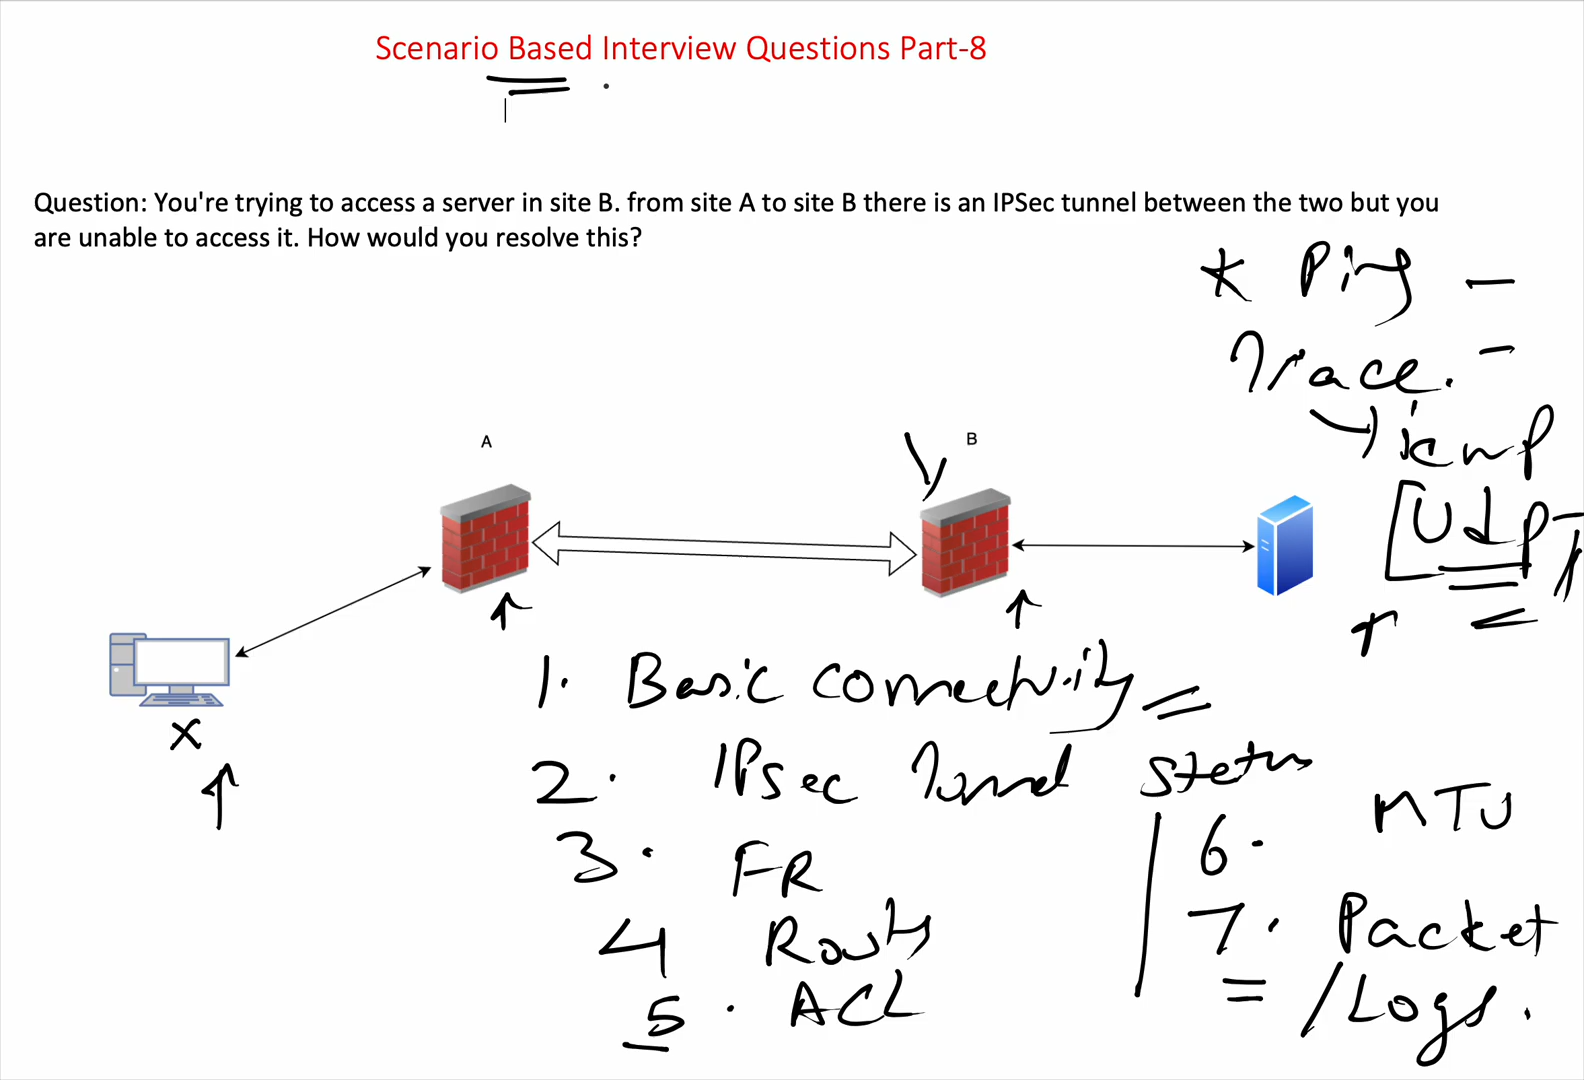 Scenario Based Interview Questions Part-8
Question: You're trying to access a server in site B. from site A to site B there is an IPSec tunnel between the two but you
are unable to access it. How would you resolve this?
* Ping -
Trace. -
icmp
[Udp-
A
B
X
1. Basic connectivity =
2. IPsec Tunnel Status
3. FR
4 Routs
5. ACL
6. MTU
7. Packet
/Logs.